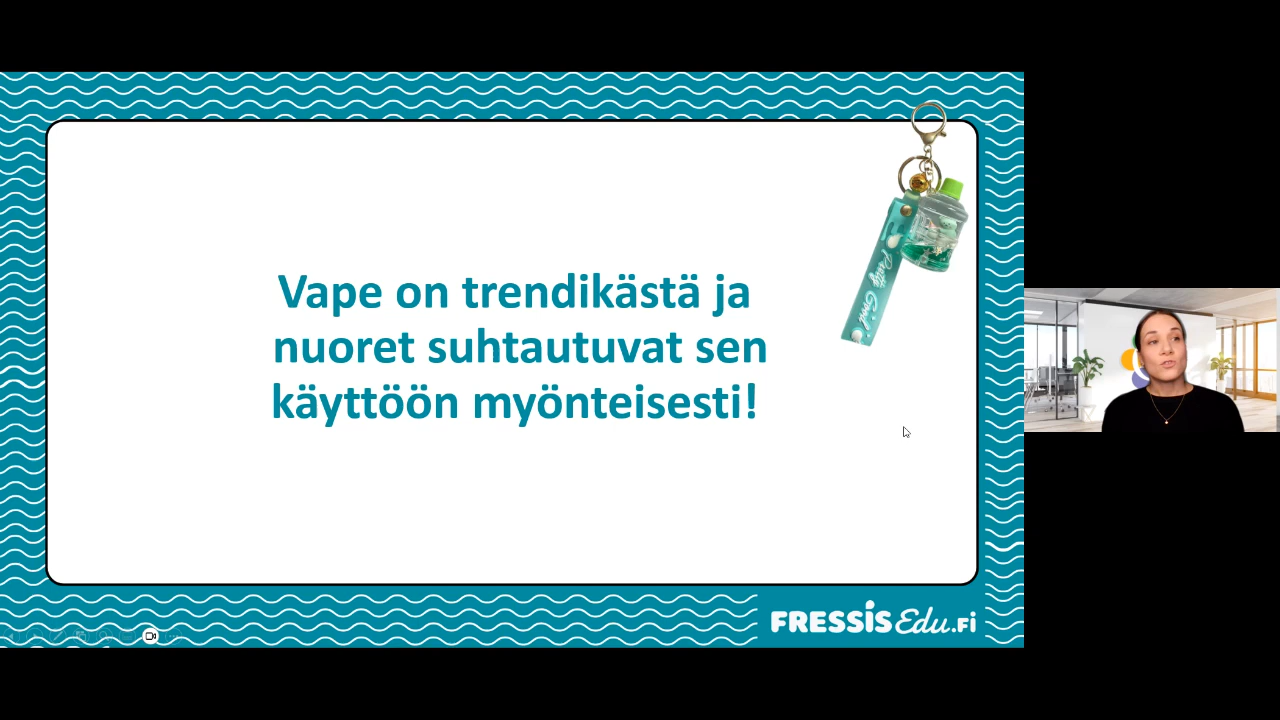 Vape on trendikästä ja
nuoret suhtautuvat sen
käyttöön myönteisesti!
FRESSIS Edu.Fi